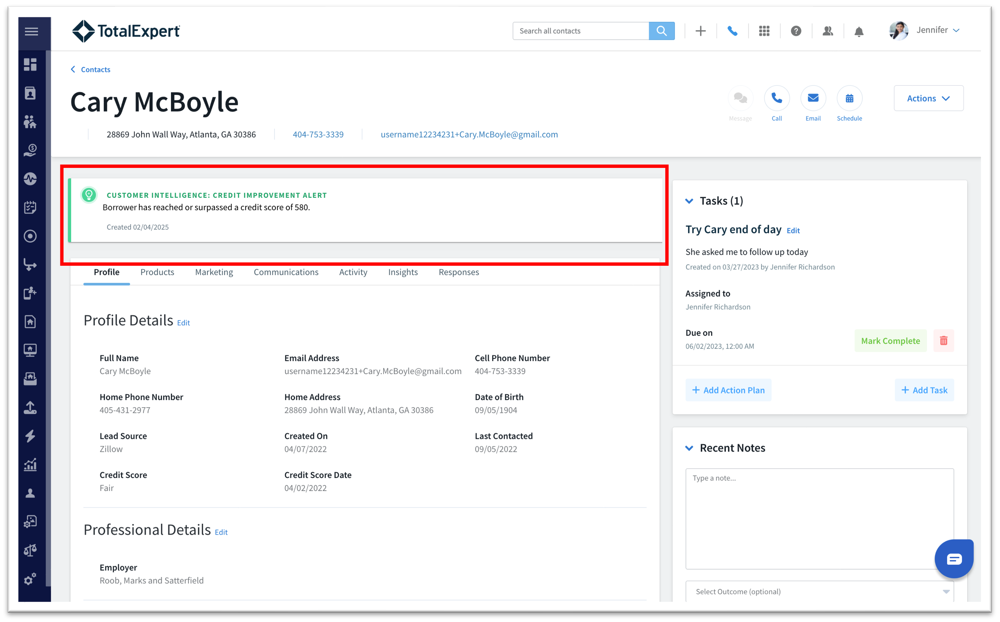 TotalExpert
Search all contacts
Jennifer
Contacts
Cary McBoyle
Message
Call
Email
Schedule
Actions
28869 John Wall Way, Atlanta, GA 30386
404-753-3339
username12234231+Cary.McBoyle@gmail.com
CUSTOMER INTELLIGENCE: CREDIT IMPROVEMENT ALERT
Borrower has reached or surpassed a credit score of 580.
Created 02/04/2025
Profile
Products
Marketing
Communications
Activity
Insights
Responses
Profile Details Edit
Full Name
Cary McBoyle
Email Address
username12234231+Cary.McBoyle@gmail.com
Cell Phone Number
404-753-3339
Home Phone Number
405-431-2977
Home Address
28869 John Wall Way, Atlanta, GA 30386
Date of Birth
09/05/1904
Lead Source
Zillow
Created On
04/07/2022
Last Contacted
09/05/2022
Credit Score
Fair
Credit Score Date
04/02/2022
Professional Details Edit
Employer
Roob, Marks and Satterfield
Tasks (1)
Try Cary end of day Edit
She asked me to follow up today
Created on 03/27/2023 by Jennifer Richardson
Assigned to
Jennifer Richardson
Due on
06/02/2023, 12:00 AM
Mark Complete
+ Add Action Plan
+ Add Task
Recent Notes
Type a note...
Select Outcome (optional)